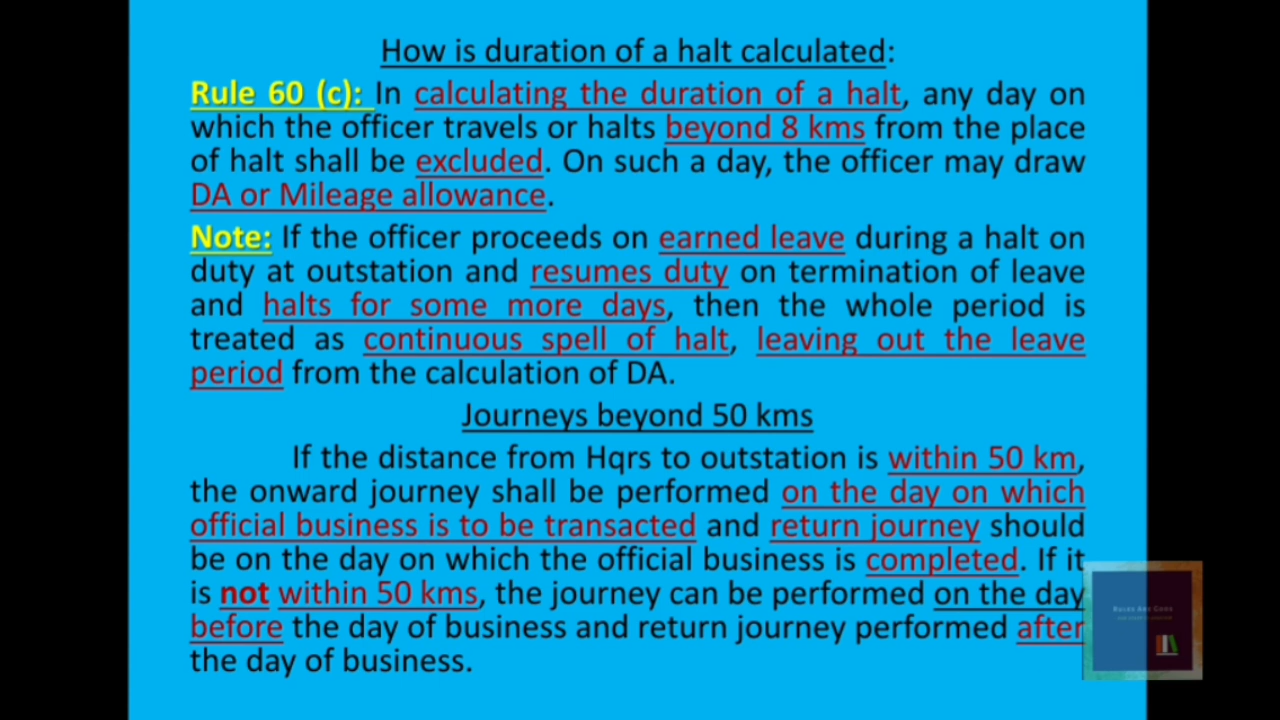 How is duration of a halt calculated:
Rule 60 (c): In calculating the duration of a halt, any day on
which the officer travels or halts beyond 8 kms from the place
of halt shall be excluded. On such a day, the officer may draw
DA or Mileage allowance.
Note: If the officer proceeds on earned leave during a halt on
duty at outstation and resumes duty on termination of leave
and halts for some more days, then the whole period is
treated as continuous spell of halt, leaving out the leave
period from the calculation of DA.
Journeys beyond 50 kms
If the distance from Hqrs to outstation is within 50 km,
the onward journey shall be performed on the day on which
official business is to be transacted and return journey should
be on the day on which the official business is completed. If it
is not within 50 kms, the journey can be performed on the day
before the day of business and return journey performed after
the day of business.